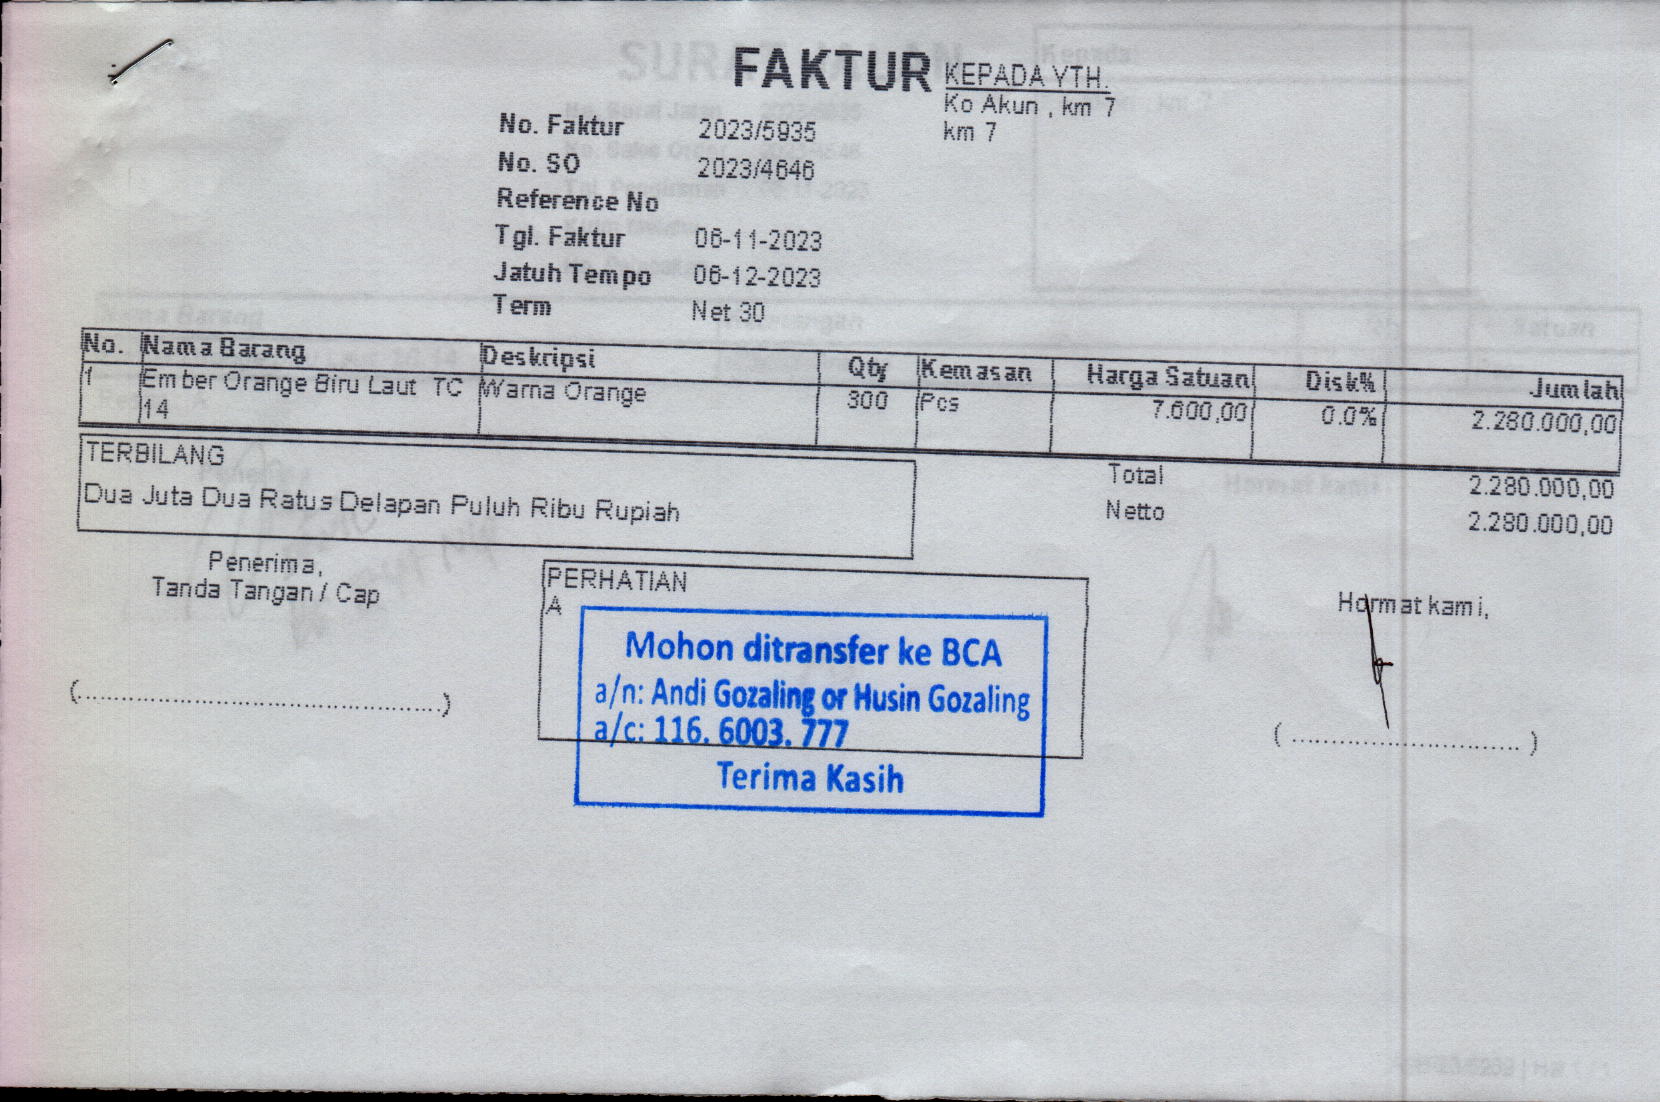 FAKTUR
KEPADA YTH.
Ko Akun , km 7
km 7
No. Faktur 2023/5935
No. SO 2023/4646
Reference No
Tgl. Faktur 06-11-2023
Jatuh Tempo 06-12-2023
Term Net 30
No. Nama Barang Deskripsi Qty Kemasan Harga Satuan Disk% Jumlah
1 Ember Orange Biru Laut TC Warna Orange 300 Pcs 7.600,00 0.0% 2.280.000,00
14
TERBILANG
Dua Juta Dua Ratus Delapan Puluh Ribu Rupiah
Total 2.280.000,00
Netto 2.280.000,00
Penerima,
Tanda Tangan / Cap
(..................................................)
PERHATIAN
A
Mohon ditransfer ke BCA
a/n: Andi Gozaling or Husin Gozaling
a/c: 116. 6003. 777
Terima Kasih
Hormat kami,
( ............................... )